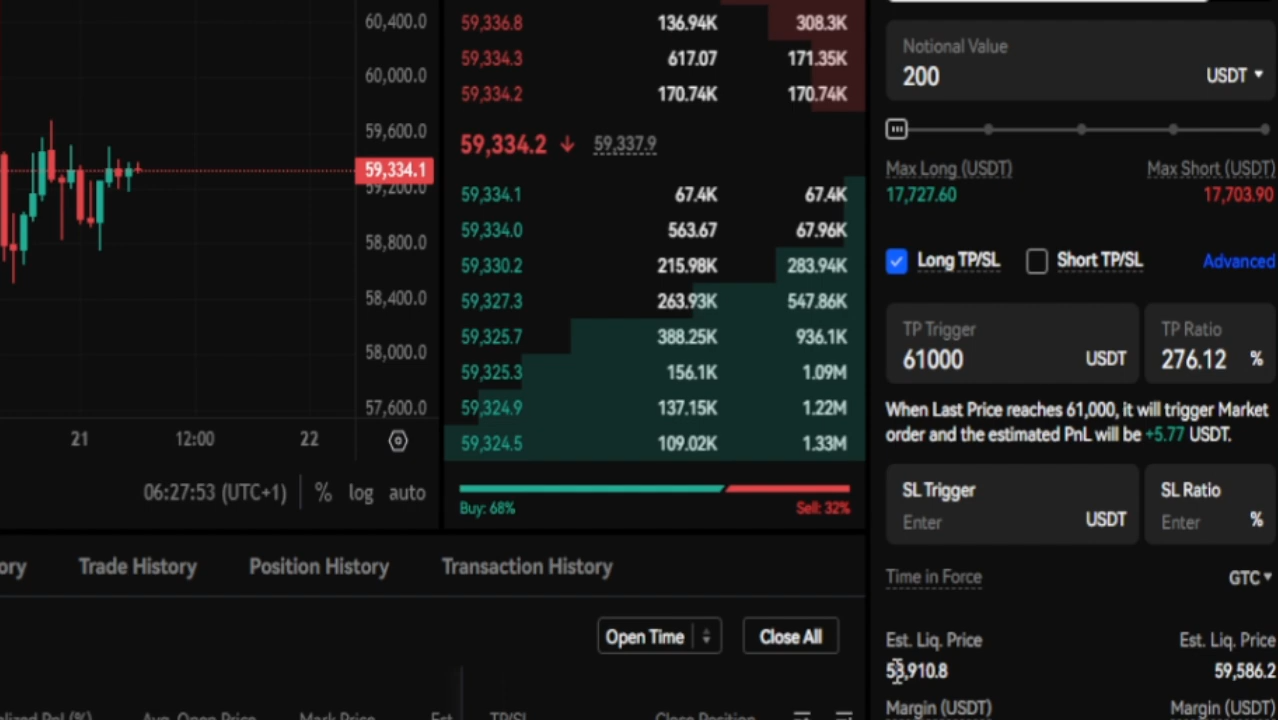 60,400.0
60,000.0
59,600.0
59,334.1
59,200.0
58,800.0
58,400.0
58,000.0
57,600.0
21 12:00 22
06:27:53 (UTC+1) % log auto
59,336.8 136.94K 308.3K
59,334.3 617.07 171.35K
59,334.2 170.74K 170.74K
59,334.2 ↓ 59,337.9
59,334.1 67.4K 67.4K
59,334.0 563.67 67.96K
59,330.2 215.98K 283.94K
59,327.3 263.93K 547.86K
59,325.7 388.25K 936.1K
59,325.3 156.1K 1.09M
59,324.9 137.15K 1.22M
59,324.5 109.02K 1.33M
Buy: 68% Sell: 32%
ory Trade History Position History Transaction History
Open Time Close All
Mark Price Est TP/SL Close Position
Notional Value
200 USDT
Max Long (USDT) Max Short (USDT)
17,727.60 17,703.90
Long TP/SL Short TP/SL Advanced
TP Trigger TP Ratio
61000 USDT 276.12 %
When Last Price reaches 61,000, it will trigger Market
order and the estimated PnL will be +5.77 USDT.
SL Trigger SL Ratio
Enter USDT Enter %
Time in Force GTC
Est. Liq. Price Est. Liq. Price
59,586.2
Margin (USDT) Margin (USDT)